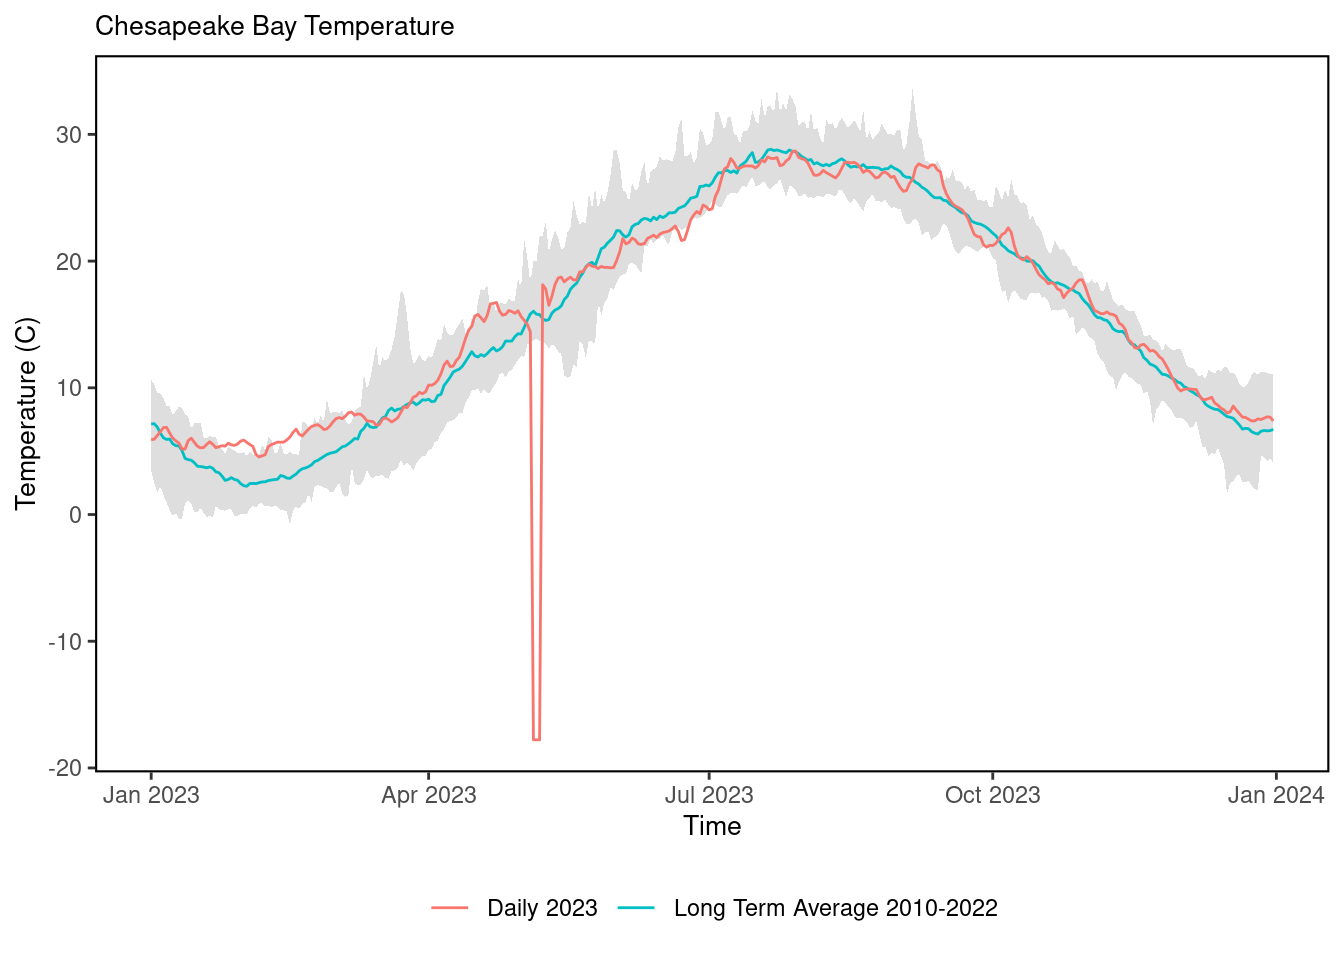 Chesapeake Bay Temperature
30
20
10
0
-10
-20
Temperature (C)
Jan 2023 Apr 2023 Jul 2023 Oct 2023 Jan 2024
Time
Daily 2023 Long Term Average 2010-2022